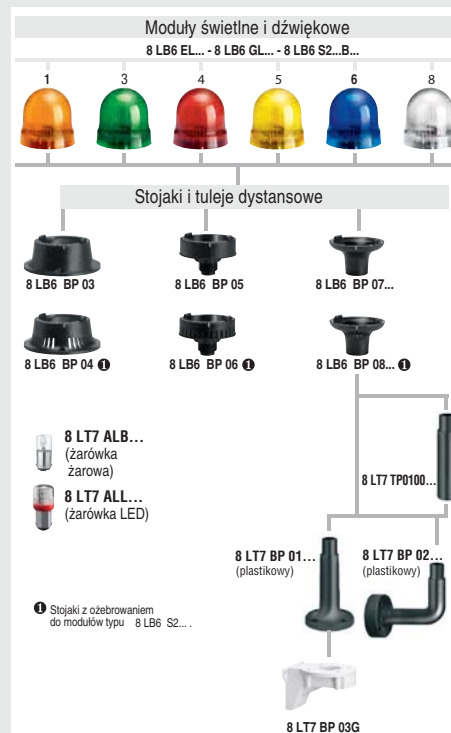 Moduły świetlne i dźwiękowe
8 LB6 EL... - 8 LB6 GL... - 8 LB6 S2...B...
1 3 4 5 6 8
Stojaki i tuleje dystansowe
8 LB6 BP 03 8 LB6 BP 05 8 LB6 BP 07...
8 LB6 BP 04 ❶ 8 LB6 BP 06 ❶ 8 LB6 BP 08... ❶
8 LT7 ALB...
(żarówka
żarowa)
8 LT7 ALL...
(żarówka LED)
8 LT7 TP0100...
8 LT7 BP 01... 8 LT7 BP 02...
(plastikowy) (plastikowy)
❶ Stojaki z ożebrowaniem
do modułów typu 8 LB6 S2... .
8 LT7 BP 03G